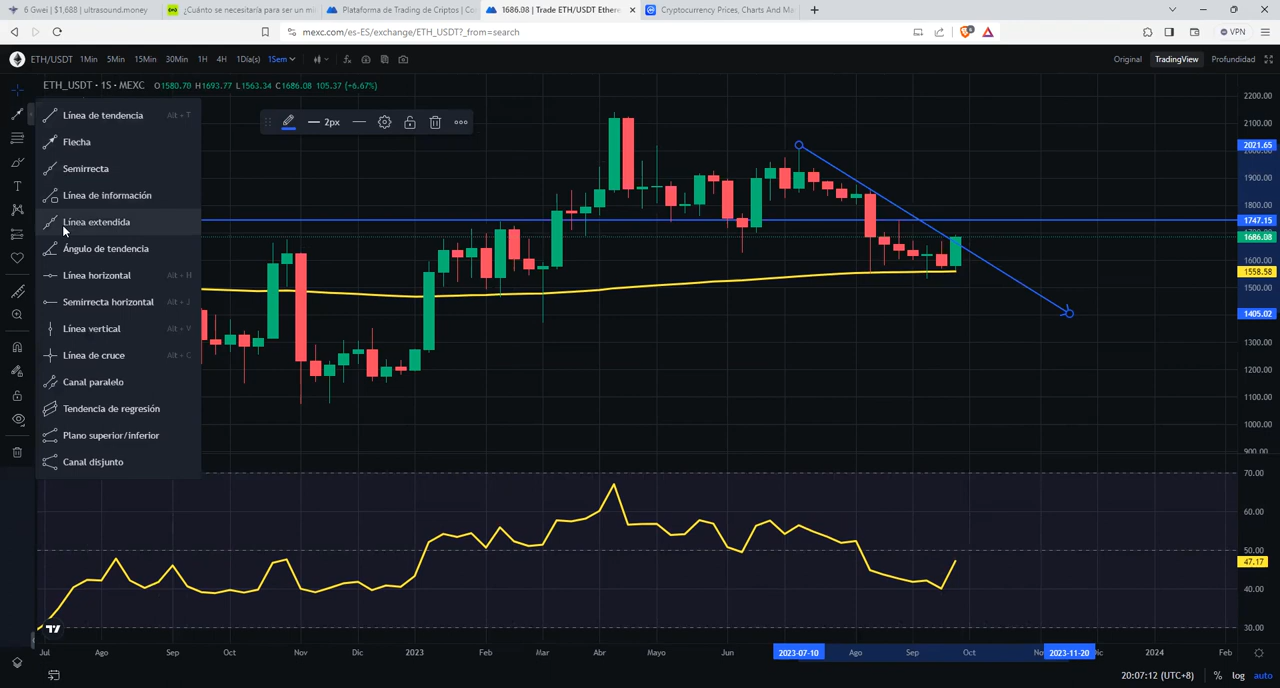 6 Gwei | $1,688 | ultrasound.money
¿Cuánto se necesitaría para ser un mil
Plataforma de Trading de Criptos | Co
1686.08 | Trade ETH/USDT Ethere
Cryptocurrency Prices, Charts And Ma
mexc.com/es-ES/exchange/ETH_USDT?_from=search
VPN
ETH/USDT 1Min 5Min 15Min 30Min 1H 4H 1Día(s) 1Sem
Original TradingView Profundidad
ETH_USDT · 1S · MEXC O1580.70 H1693.77 L1563.34 C1686.08 105.37 (+6.67%)
Línea de tendencia Alt + T
Flecha
Semirrecta
Línea de información
Línea extendida
Ángulo de tendencia
Línea horizontal Alt + H
Semirrecta horizontal Alt + J
Línea vertical Alt + V
Línea de cruce Alt + C
Canal paralelo
Tendencia de regresión
Plano superior/inferior
Canal disjunto
2px
2200.00
2100.00
2021.65
1900.00
1800.00
1747.15
1686.08
1600.00
1558.58
1500.00
1405.02
1300.00
1200.00
1100.00
1000.00
900.00
70.00
60.00
50.00
47.17
40.00
30.00
Jul Ago Sep Oct Nov Dic 2023 Feb Mar Abr Mayo Jun 2023-07-10 Ago Sep Oct 2023-11-20 2024 Feb
20:07:12 (UTC+8) % log auto